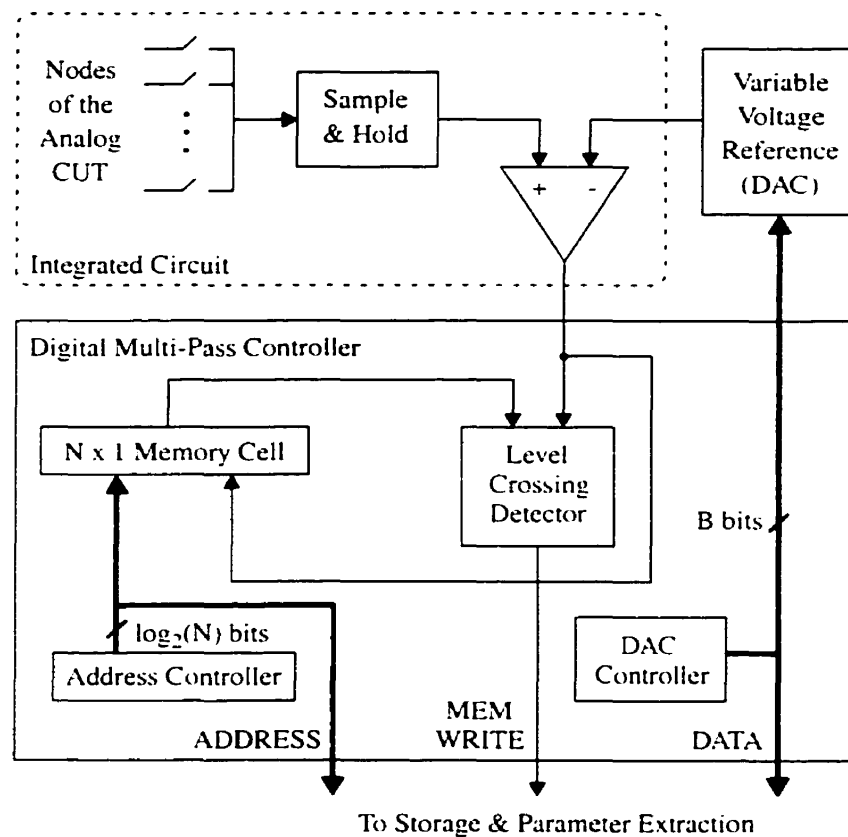 Nodes
of the
Analog
CUT
Sample
& Hold
Variable
Voltage
Reference
(DAC)
+ -
Integrated Circuit
Digital Multi-Pass Controller
N x 1 Memory Cell
Level
Crossing
Detector
B bits
log2(N) bits
Address Controller
DAC
Controller
ADDRESS
MEM
WRITE
DATA
To Storage & Parameter Extraction